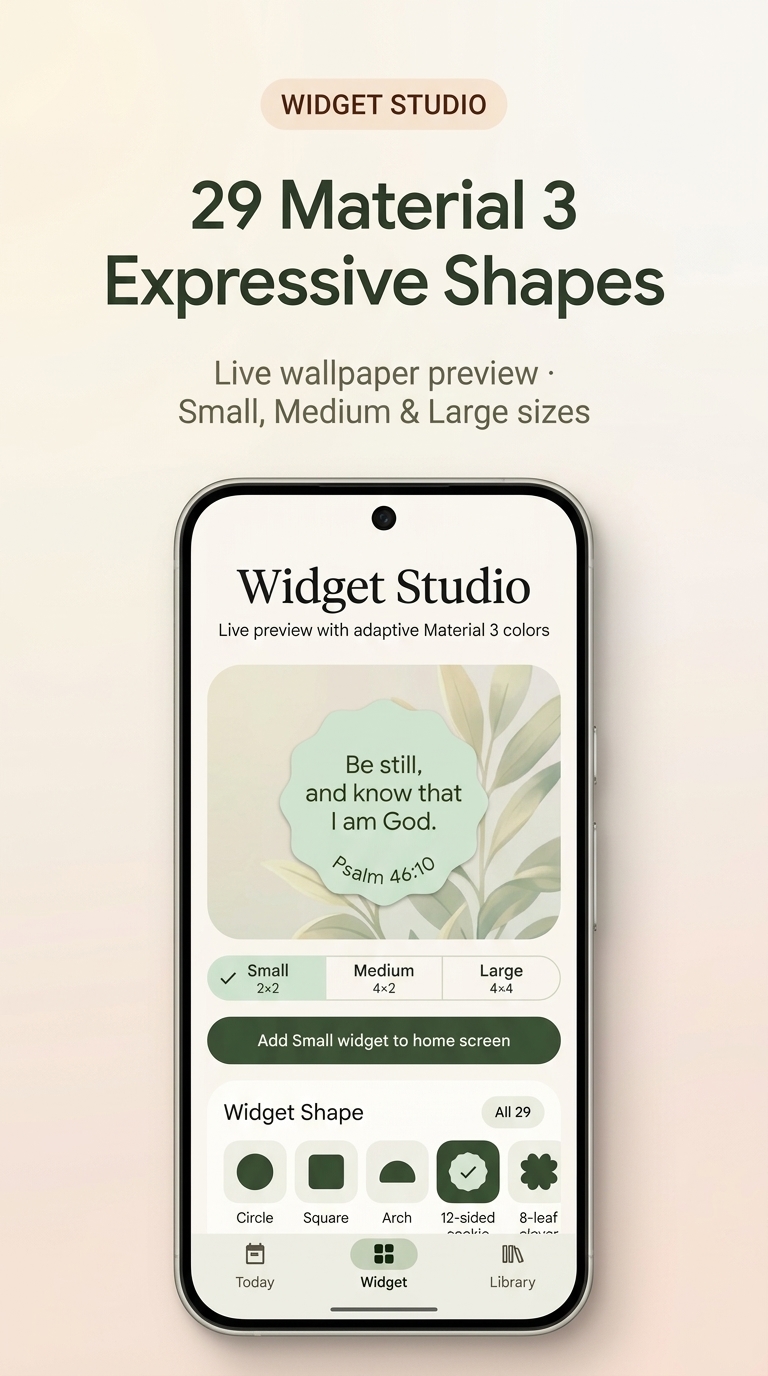 WIDGET STUDIO
29 Material 3
Expressive Shapes
Live wallpaper preview ·
Small, Medium & Large sizes
Widget Studio
Live preview with adaptive Material 3 colors
Be still,
and know that
I am God.
Psalm 46:10
Small
2×2
Medium
4×2
Large
4×4
Add Small widget to home screen
Widget Shape
All 29
Circle
Square
Arch
12-sided
cookie
8-leaf
clover
Today
Widget
Library